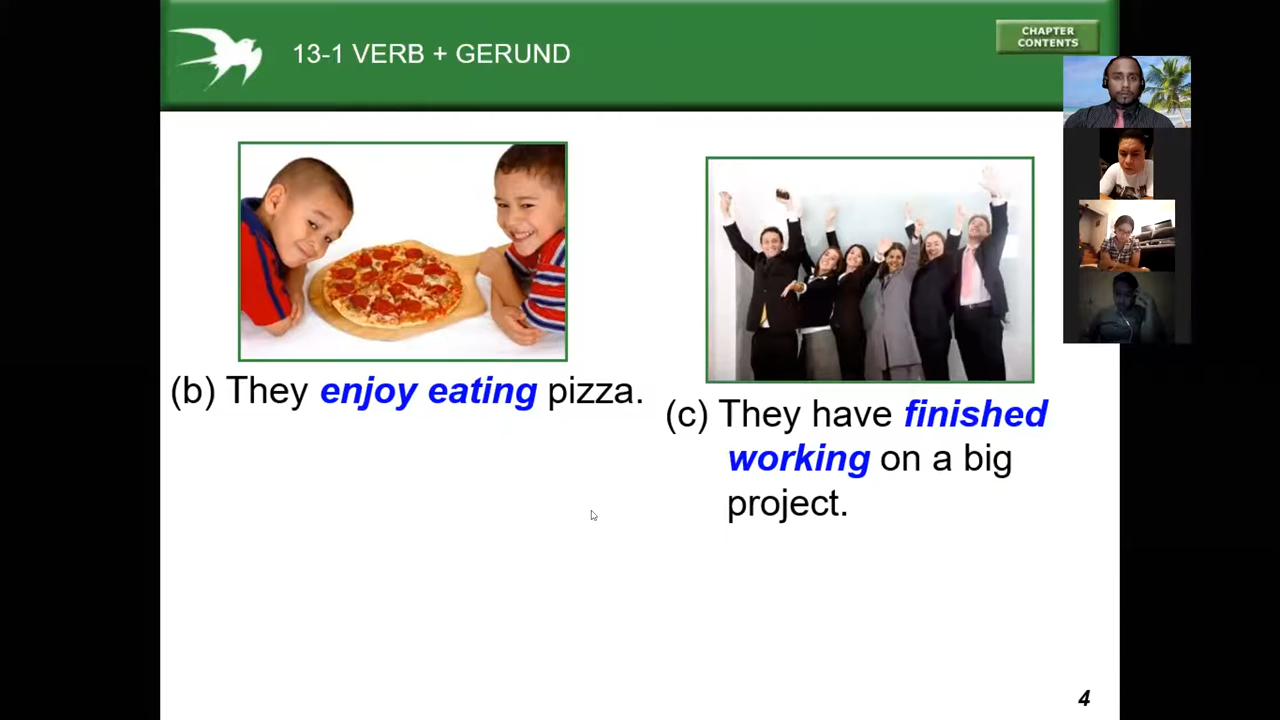 13-1 VERB + GERUND
CHAPTER
CONTENTS
(b) They enjoy eating pizza.
(c) They have finished
working on a big
project.
4